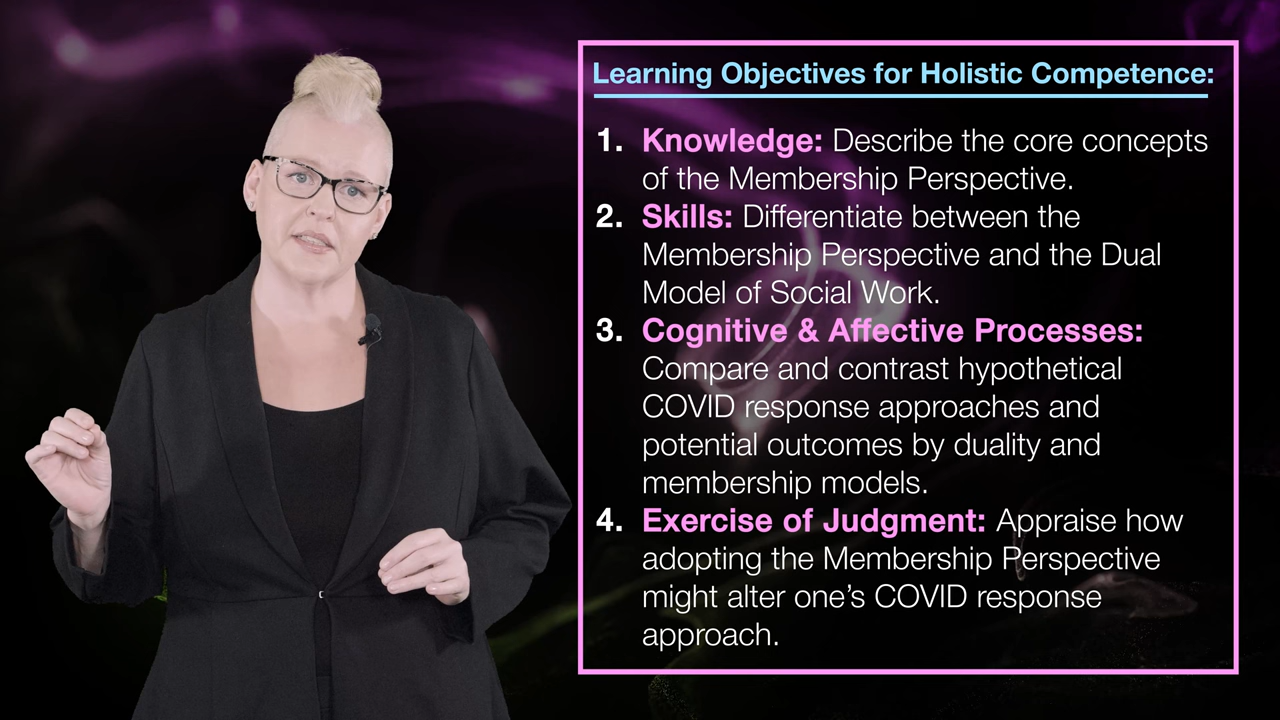 Learning Objectives for Holistic Competence:
1. Knowledge: Describe the core concepts
of the Membership Perspective.
2. Skills: Differentiate between the
Membership Perspective and the Dual
Model of Social Work.
3. Cognitive & Affective Processes:
Compare and contrast hypothetical
COVID response approaches and
potential outcomes by duality and
membership models.
4. Exercise of Judgment: Appraise how
adopting the Membership Perspective
might alter one’s COVID response
approach.